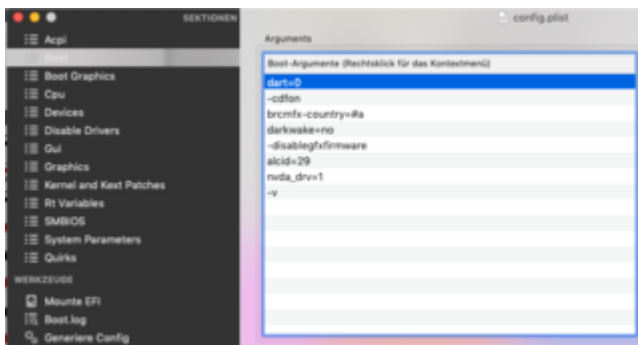 SEKTIONEN
config.plist
Acpi
Boot
Boot Graphics
Cpu
Devices
Disable Drivers
Gui
Graphics
Kernel and Kext Patches
Rt Variables
SMBIOS
System Parameters
Quirks
WERKZEUGE
Mounte EFI
Boot.log
Generiere Config
Arguments
Boot-Argumente (Rechtsklick für das Kontextmenü)
dart=0
-cdfon
brcmfx-country=#a
darkwake=no
-disablegfxfirmware
alcid=29
nvda_drv=1
-v